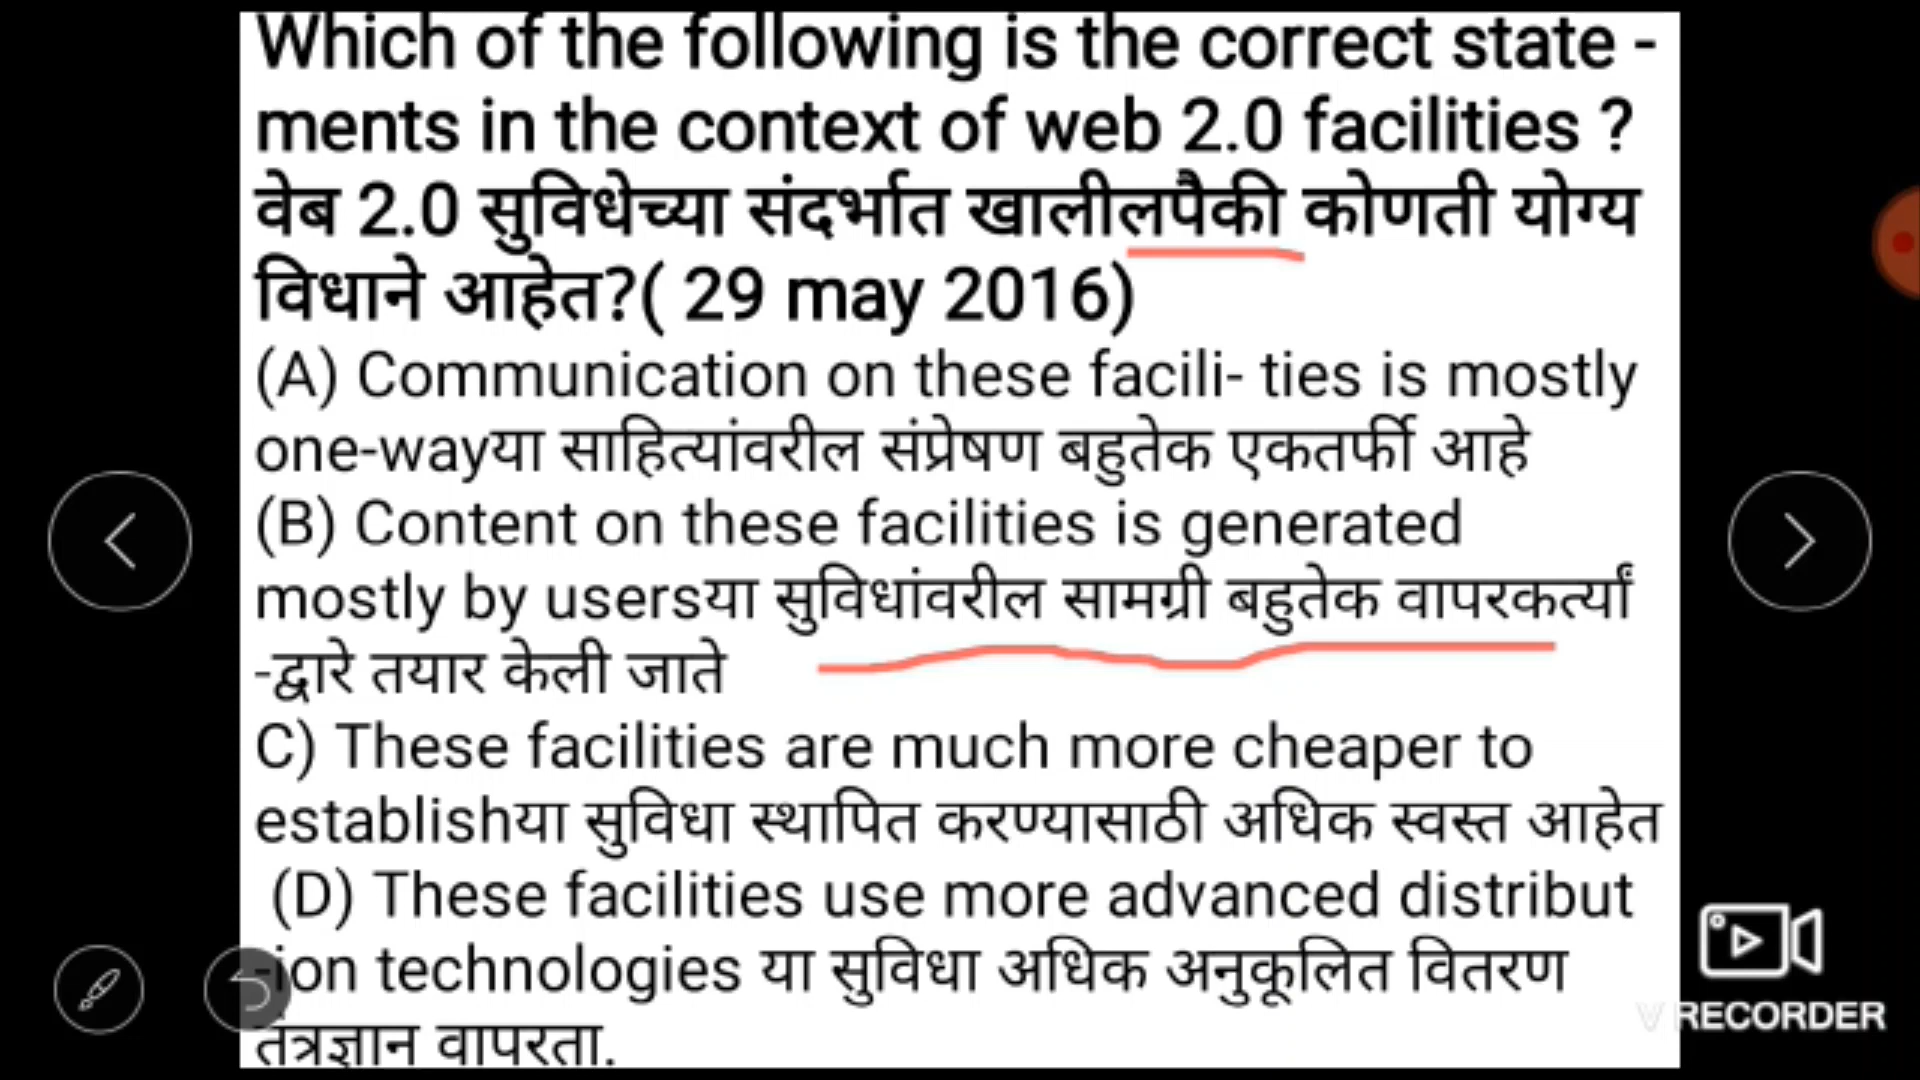 Which of the following is the correct state -
ments in the context of web 2.0 facilities ?
वेब 2.0 सुविधेच्या संदर्भात खालीलपैकी कोणती योग्य
विधाने आहेत?( 29 may 2016)
(A) Communication on these facili- ties is mostly
one-wayया साहित्यांवरील संप्रेषण बहुतेक एकतर्फी आहे
(B) Content on these facilities is generated
mostly by usersया सुविधांवरील सामग्री बहुतेक वापरकर्त्यां
-द्वारे तयार केली जाते
C) These facilities are much more cheaper to
establishया सुविधा स्थापित करण्यासाठी अधिक स्वस्त आहेत
(D) These facilities use more advanced distribut
-ion technologies या सुविधा अधिक अनुकूलित वितरण
तंत्रज्ञान वापरता.
V RECORDER